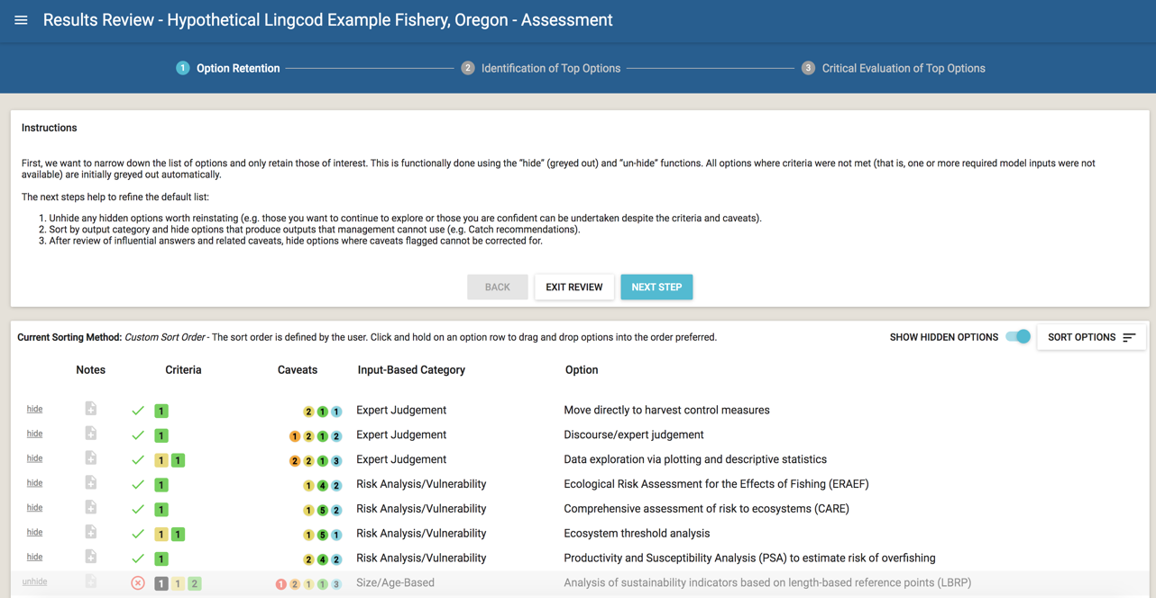 Results Review - Hypothetical Lingcod Example Fishery, Oregon - Assessment
1 Option Retention 2 Identification of Top Options 3 Critical Evaluation of Top Options
Instructions
First, we want to narrow down the list of options and only retain those of interest. This is functionally done using the "hide" (greyed out) and "un-hide" functions. All options where criteria were not met (that is, one or more required model inputs were not
available) are initially greyed out automatically.
The next steps help to refine the default list:
1. Unhide any hidden options worth reinstating (e.g. those you want to continue to explore or those you are confident can be undertaken despite the criteria and caveats).
2. Sort by output category and hide options that produce outputs that management cannot use (e.g. Catch recommendations).
3. After review of influential answers and related caveats, hide options where caveats flagged cannot be corrected for.
BACK EXIT REVIEW NEXT STEP
Current Sorting Method: Custom Sort Order - The sort order is defined by the user. Click and hold on an option row to drag and drop options into the order preferred. SHOW HIDDEN OPTIONS SORT OPTIONS
Notes Criteria Caveats Input-Based Category Option
hide 1 2 1 1 Expert Judgement Move directly to harvest control measures
hide 1 1 2 1 2 Expert Judgement Discourse/expert judgement
hide 1 1 2 2 1 3 Expert Judgement Data exploration via plotting and descriptive statistics
hide 1 1 4 2 Risk Analysis/Vulnerability Ecological Risk Assessment for the Effects of Fishing (ERAEF)
hide 1 1 5 2 Risk Analysis/Vulnerability Comprehensive assessment of risk to ecosystems (CARE)
hide 1 1 1 5 1 Risk Analysis/Vulnerability Ecosystem threshold analysis
hide 1 2 4 2 Risk Analysis/Vulnerability Productivity and Susceptibility Analysis (PSA) to estimate risk of overfishing
unhide 1 1 2 1 2 1 1 3 Size/Age-Based Analysis of sustainability indicators based on length-based reference points (LBRP)